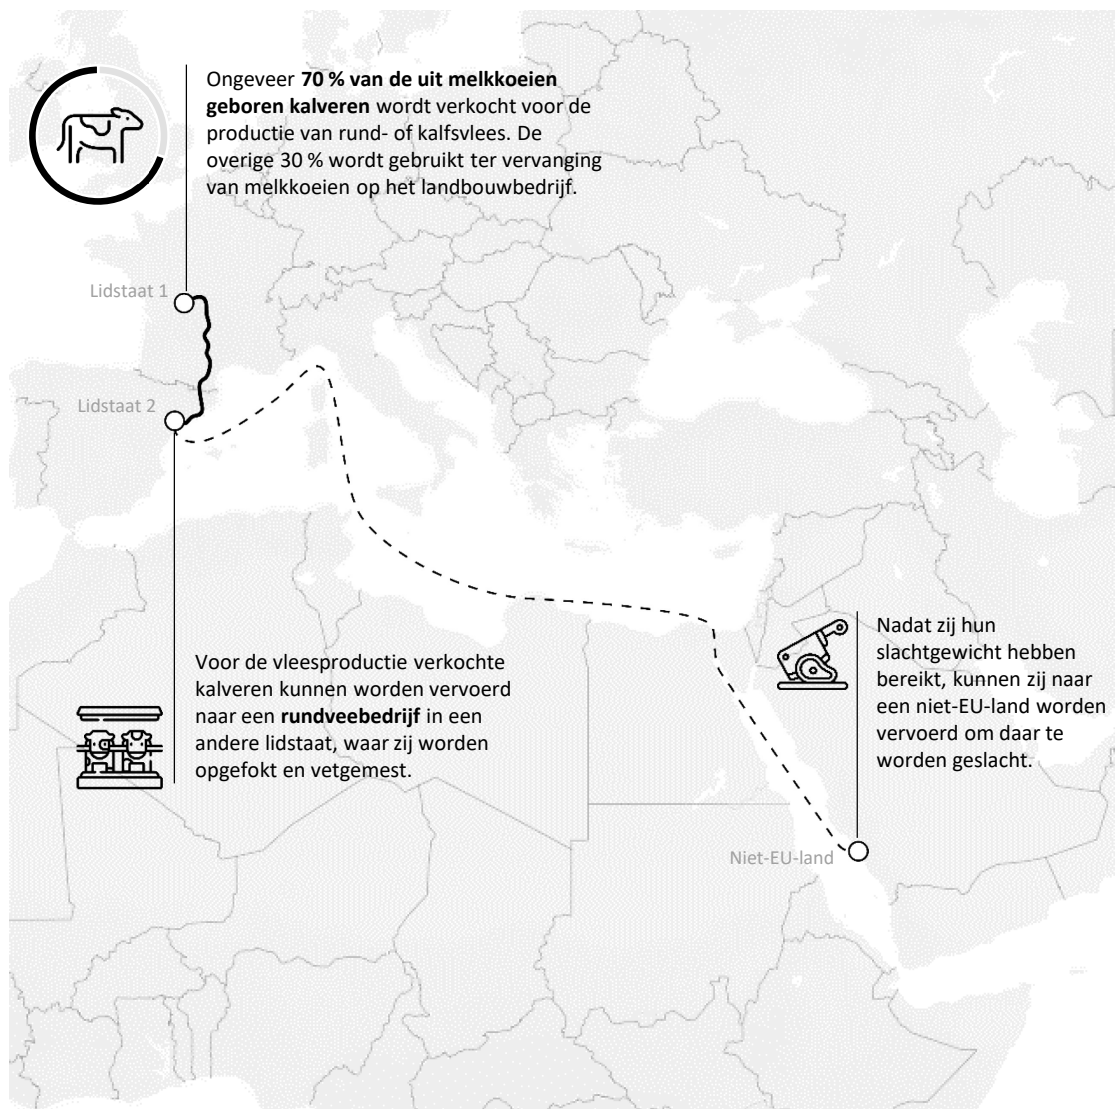 Ongeveer 70 % van de uit melkkoeien
geboren kalveren wordt verkocht voor de
productie van rund- of kalfsvlees. De
overige 30 % wordt gebruikt ter vervanging
van melkkoeien op het landbouwbedrijf.
Lidstaat 1
Lidstaat 2
Voor de vleesproductie verkochte
kalveren kunnen worden vervoerd
naar een rundveebedrijf in een
andere lidstaat, waar zij worden
opgefokt en vetgemest.
Nadat zij hun
slachtgewicht hebben
bereikt, kunnen zij naar
een niet-EU-land worden
vervoerd om daar te
worden geslacht.
Niet-EU-land